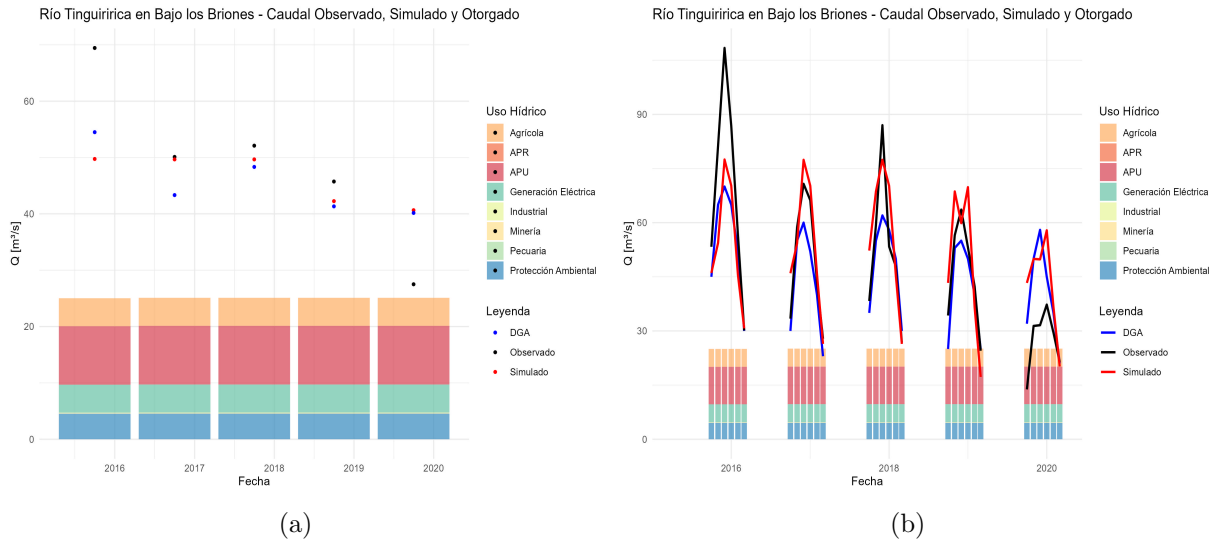 Río Tinguiririca en Bajo los Briones - Caudal Observado, Simulado y Otorgado
Q [m³/s]
60
40
20
0
2016
2017
2018
2019
2020
Fecha
Uso Hídrico
Agrícola
APR
APU
Generación Eléctrica
Industrial
Minería
Pecuaria
Protección Ambiental
Leyenda
DGA
Observado
Simulado
(a)
Río Tinguiririca en Bajo los Briones - Caudal Observado, Simulado y Otorgado
Q [m³/s]
90
60
30
0
2016
2018
2020
Fecha
Uso Hídrico
Agrícola
APR
APU
Generación Eléctrica
Industrial
Minería
Pecuaria
Protección Ambiental
Leyenda
DGA
Observado
Simulado
(b)